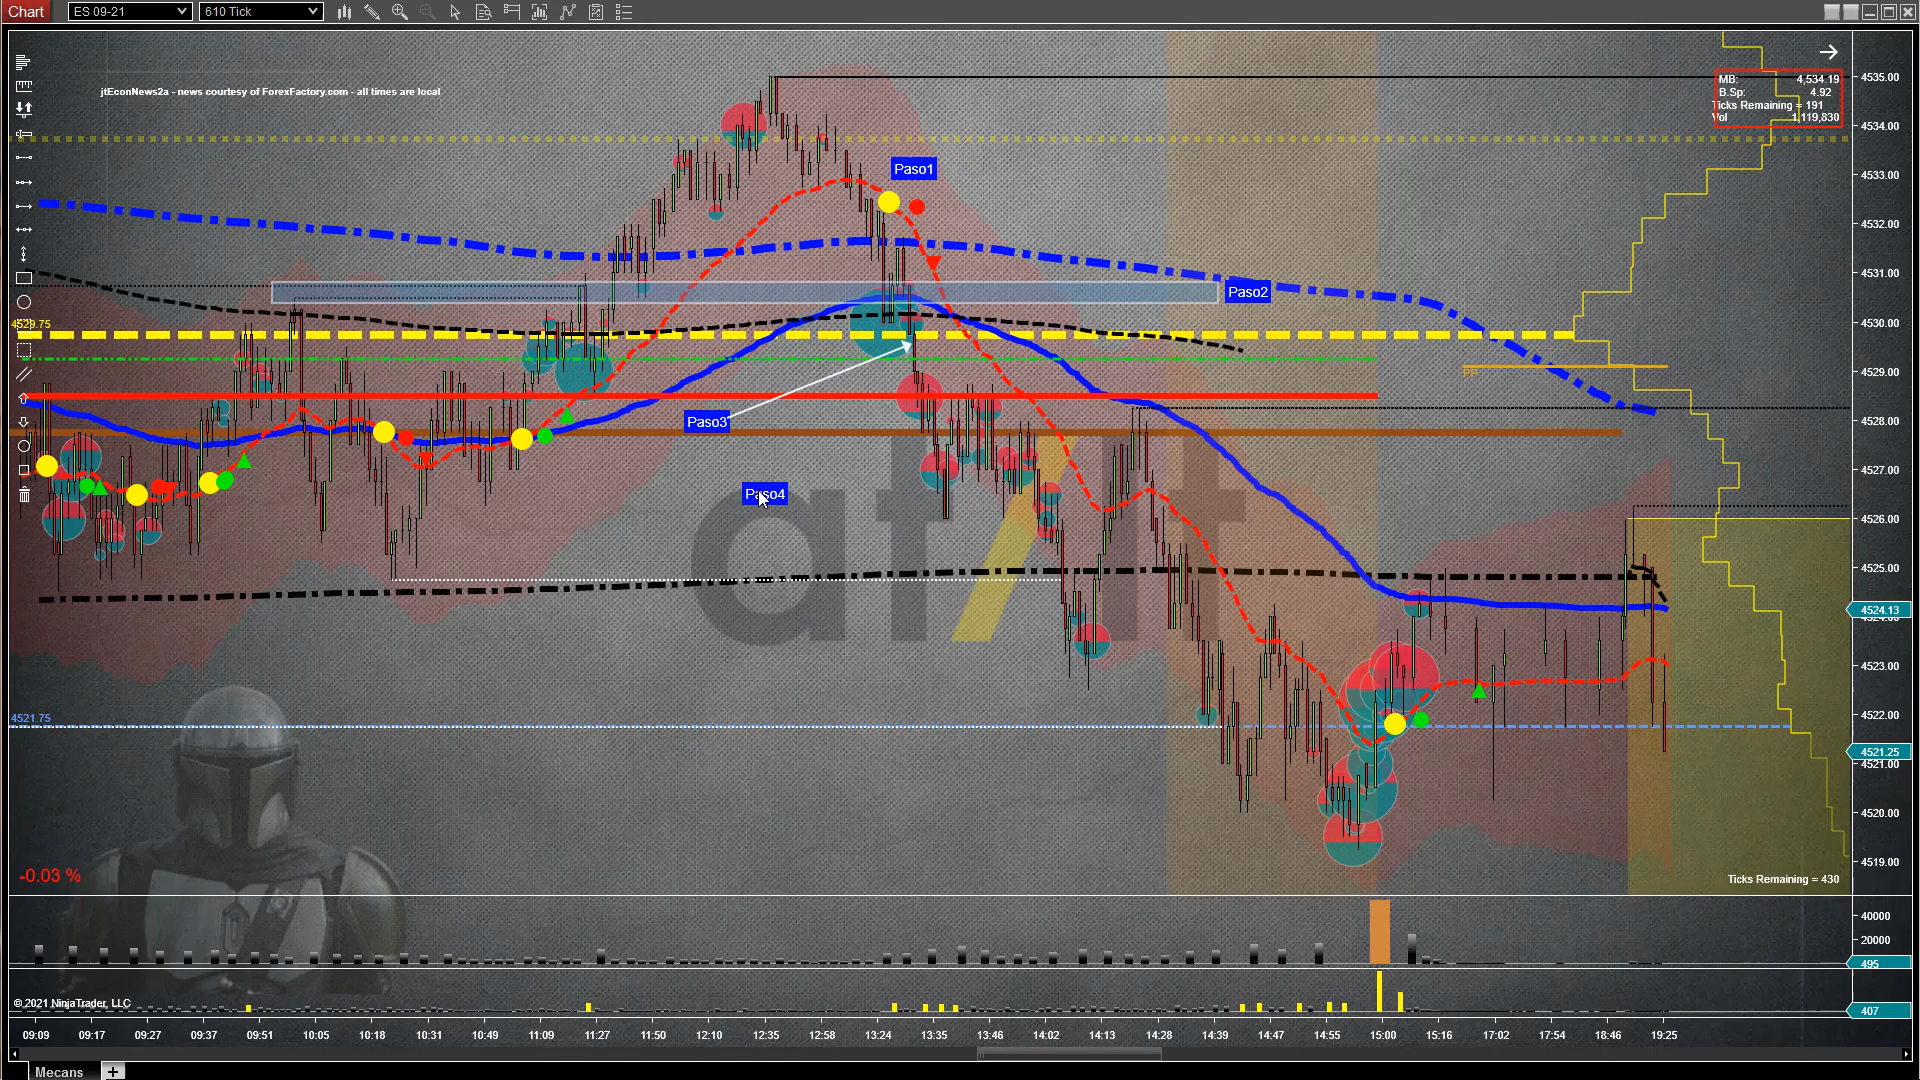 Chart
ES 09-21
610 Tick
jtEconNews2a - news courtesy of ForexFactory.com - all times are local
MB: 4,534.19
B.Sp: 4.92
Ticks Remaining = 191
Vol 1,119,830
Paso1
Paso2
Paso3
Paso4
4529.75
4521.75
PB
-0.03 %
Ticks Remaining = 430
4535.00
4534.00
4533.00
4532.00
4531.00
4530.00
4529.00
4528.00
4527.00
4526.00
4525.00
4524.13
4523.00
4522.00
4521.25
4521.00
4520.00
4519.00
40000
20000
495
407
© 2021 NinjaTrader, LLC
09:09 09:17 09:27 09:37 09:51 10:05 10:18 10:31 10:49 11:09 11:27 11:50 12:10 12:35 12:58 13:24 13:35 13:46 14:02 14:13 14:28 14:39 14:47 14:55 15:00 15:16 17:02 17:54 18:46 19:25
Mecans